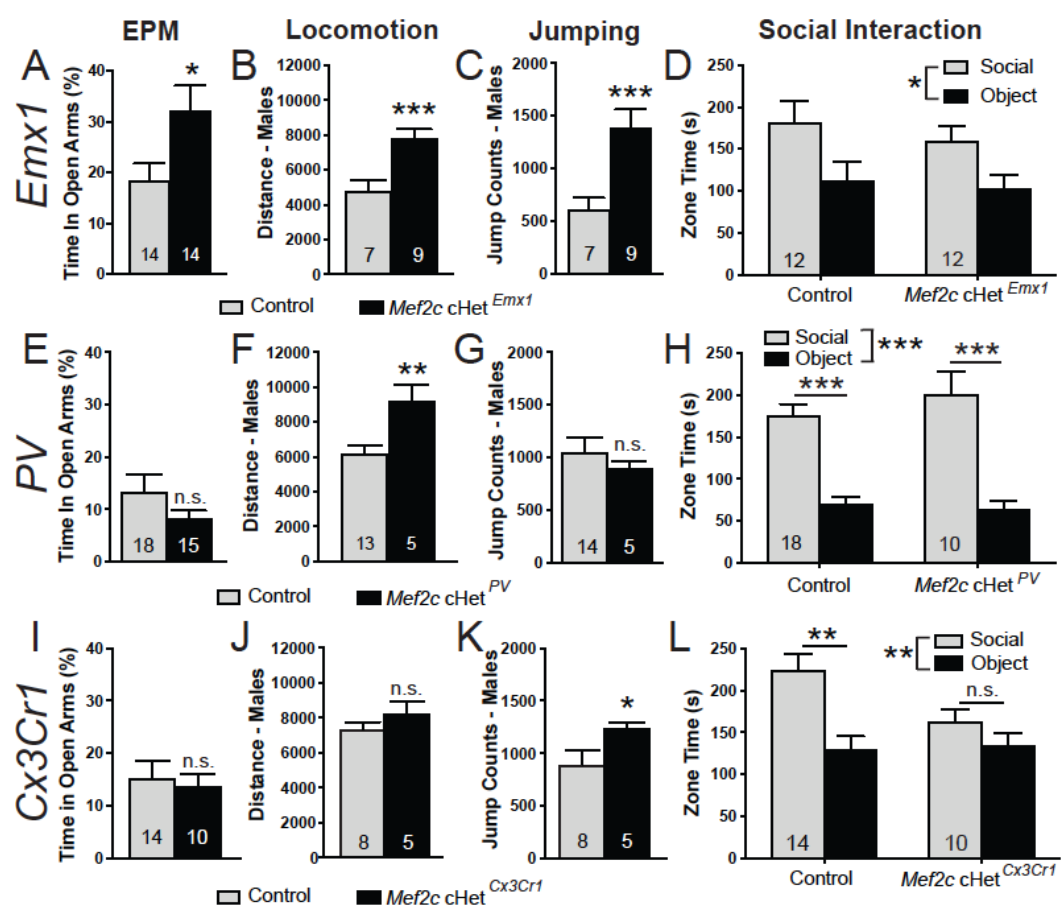 EPM Locomotion Jumping Social Interaction
Emx1
A
Time In Open Arms (%)
40
30
20
10
0
*
14 14
B
Distance - Males
12000
10000
8000
6000
4000
2000
0
***
7 9
C
Jump Counts - Males
2000
1500
1000
500
0
***
7 9
D
Zone Time (s)
250
200
150
100
50
0
* Social
Object
12 12
Control Mef2c cHet Emx1
Control Mef2c cHet Emx1
PV
E
Time In Open Arms (%)
40
30
20
10
0
n.s.
18 15
F
Distance - Males
12000
10000
8000
6000
4000
2000
0
**
13 5
G
Jump Counts - Males
2000
1500
1000
500
0
n.s.
14 5
H
Zone Time (s)
250
200
150
100
50
0
Social ***
Object
*** ***
18 10
Control Mef2c cHet PV
Control Mef2c cHet PV
Cx3Cr1
I
Time in Open Arms (%)
40
30
20
10
0
n.s.
14 10
J
Distance - Males
12000
10000
8000
6000
4000
2000
0
n.s.
8 5
K
Jump Counts - Males
2000
1500
1000
500
0
*
8 5
L
Zone Time (s)
250
200
150
100
50
0
** Social
Object
** n.s.
14 10
Control Mef2c cHet Cx3Cr1
Control Mef2c cHet Cx3Cr1